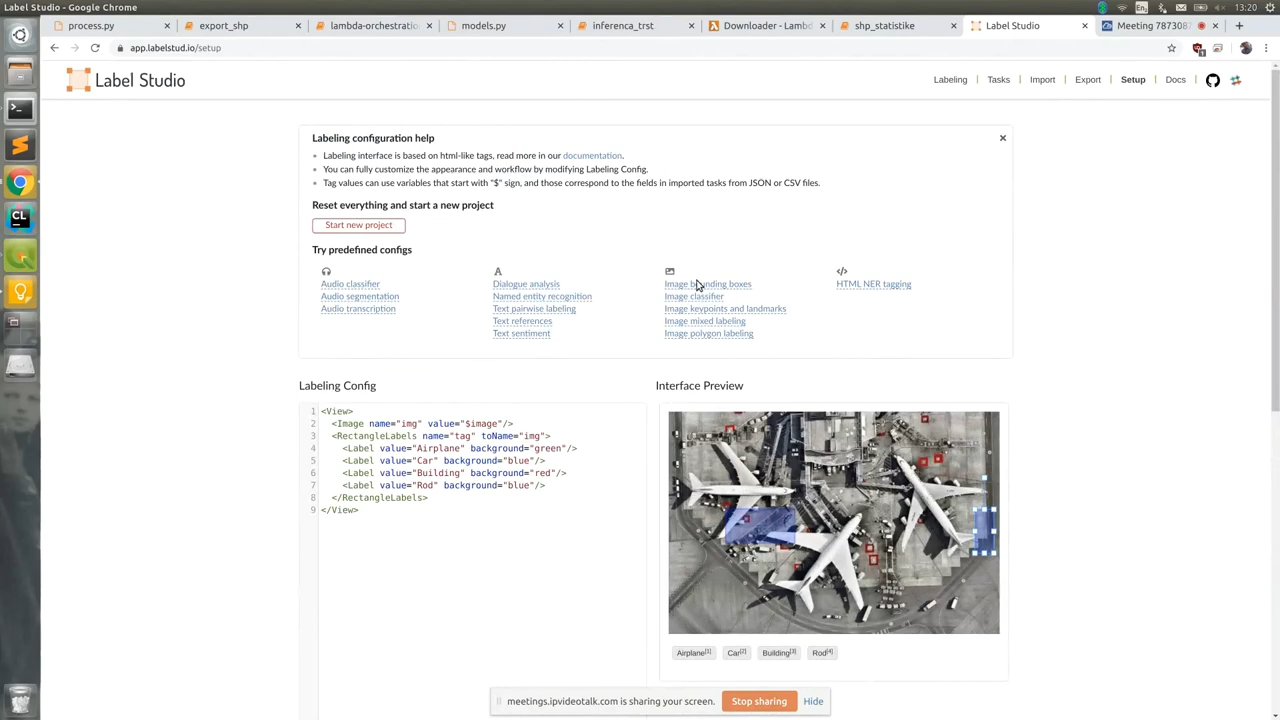 Label Studio - Google Chrome
13:20
process.py
export_shp
lambda-orchestration
models.py
inferenca_trst
Downloader - Lamb
shp_statistike
Label Studio
Meeting 7873087
app.labelstud.io/setup
Label Studio
Labeling
Tasks
Import
Export
Setup
Docs
Labeling configuration help
Labeling interface is based on html-like tags, read more in our documentation.
You can fully customize the appearance and workflow by modifying Labeling Config.
Tag values can use variables that start with "$" sign, and those correspond to the fields in imported tasks from JSON or CSV files.
Reset everything and start a new project
Start new project
Try predefined configs
Audio classifier
Audio segmentation
Audio transcription
Dialogue analysis
Named entity recognition
Text pairwise labeling
Text references
Text sentiment
Image bounding boxes
Image classifier
Image keypoints and landmarks
Image mixed labeling
Image polygon labeling
HTML NER tagging
Labeling Config
Interface Preview
1 <View>
2 <Image name="img" value="$image"/>
3 <RectangleLabels name="tag" toName="img">
4 <Label value="Airplane" background="green"/>
5 <Label value="Car" background="blue"/>
6 <Label value="Building" background="red"/>
7 <Label value="Rod" background="blue"/>
8 </RectangleLabels>
9 </View>
Airplane[1]
Car[2]
Building[3]
Rod[4]
meetings.ipvideotalk.com is sharing your screen.
Stop sharing
Hide